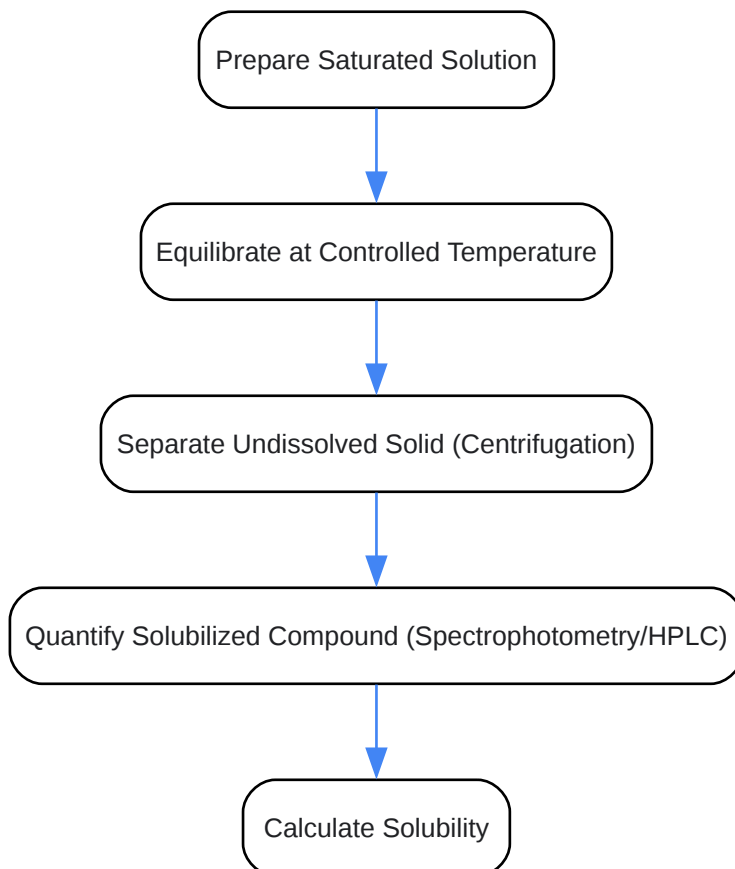 Prepare Saturated Solution
Equilibrate at Controlled Temperature
Separate Undissolved Solid (Centrifugation)
Quantify Solubilized Compound (Spectrophotometry/HPLC)
Calculate Solubility